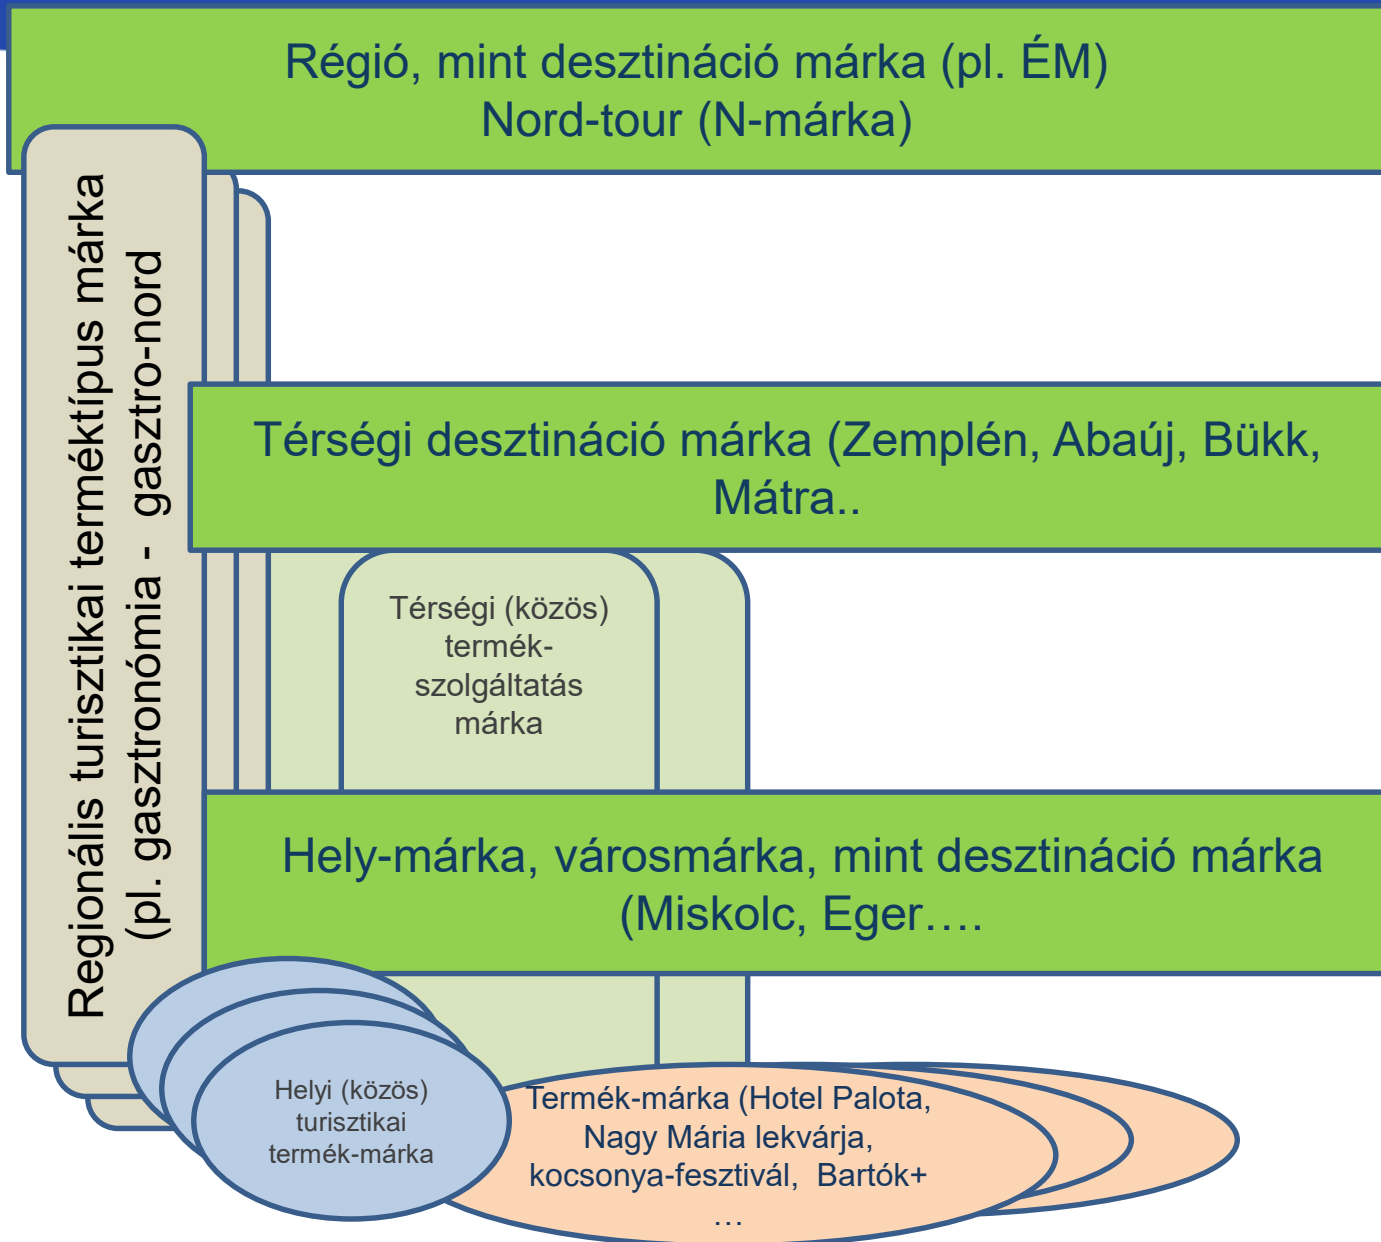 Régió, mint desztináció márka (pl. ÉM)
Nord-tour (N-márka)
Regionális turisztikai terméktípus márka
(pl. gasztronómia - gasztro-nord
Térségi desztináció márka (Zemplén, Abaúj, Bükk,
Mátra..
Térségi (közös)
termék-
szolgáltatás
márka
Hely-márka, városmárka, mint desztináció márka
(Miskolc, Eger….
Helyi (közös)
turisztikai
termék-márka
Termék-márka (Hotel Palota,
Nagy Mária lekvárja,
kocsonya-fesztivál, Bartók+
…